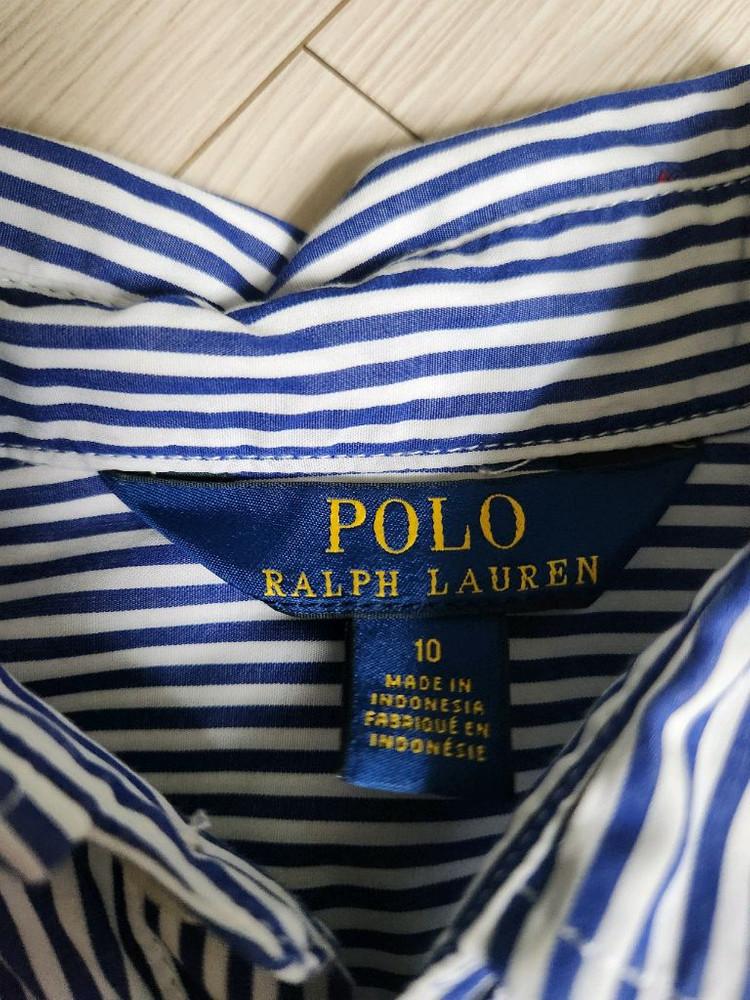 POLO
RALPH LAUREN
10
MADE IN
INDONESIA
FABRIQUÉ EN
INDONÉSIE